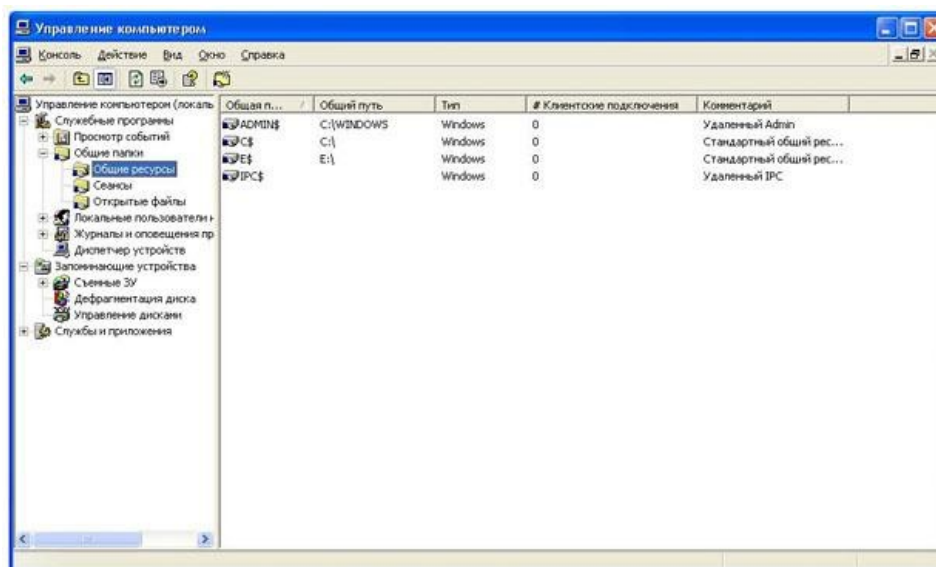 Управление компьютером
Консоль Действие Вид Окно Справка
Управление компьютером (локаль
Служебные программы
Просмотр событий
Общие папки
Общие ресурсы
Сеансы
Открытые файлы
Локальные пользователи и
Журналы и оповещения пр
Диспетчер устройств
Запоминающие устройства
Съемные ЗУ
Дефрагментация диска
Управление дисками
Службы и приложения
Общая п... Общий путь Тип # Клиентские подключения Комментарий
ADMIN$ C:\WINDOWS Windows 0 Удаленный Admin
C$ C:\ Windows 0 Стандартный общий рес...
E$ E:\ Windows 0 Стандартный общий рес...
IPC$ Windows 0 Удаленный IPC